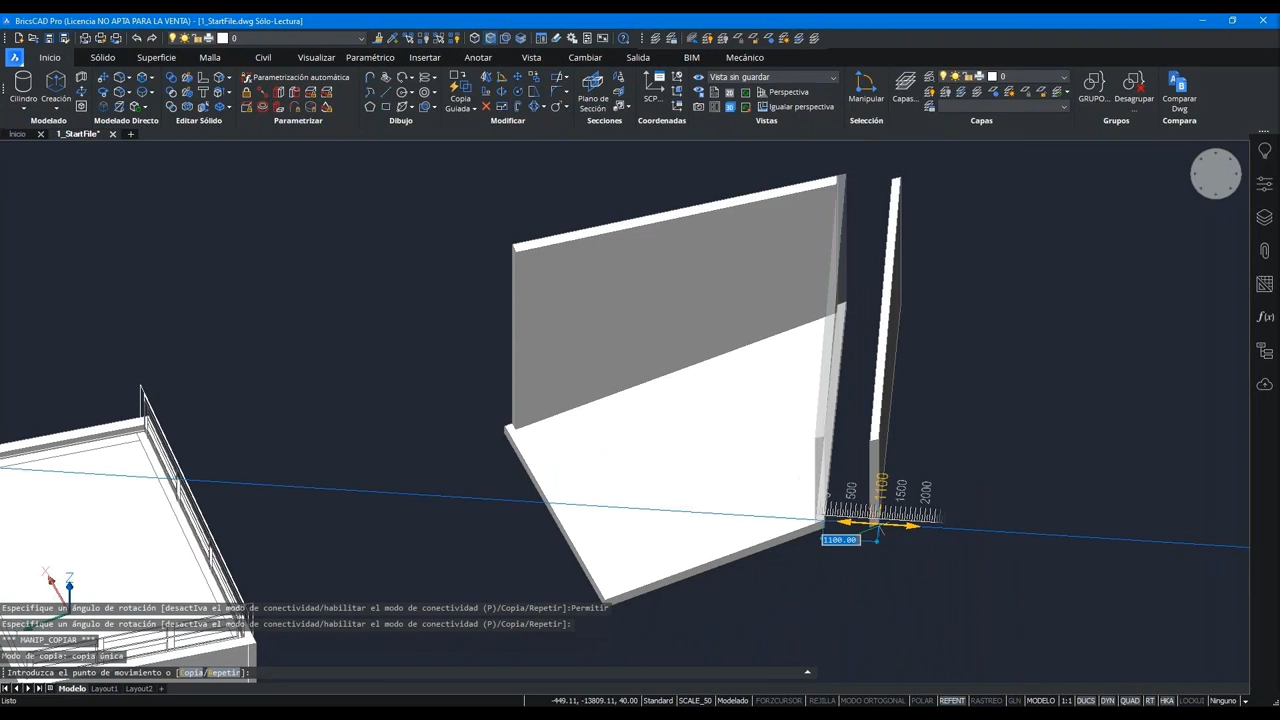 BricsCAD Pro (Licencia NO APTA PARA LA VENTA) - [1_StartFile.dwg Sólo-Lectura]
0
Inicio Sólido Superficie Malla Civil Visualizar Paramétrico Insertar Anotar Vista Cambiar Salida BIM Mecánico
Parametrización automática
Vista sin guardar
0
Perspectiva
Cilindro Creación Copia Guiada Plano de Sección SCP... Igualar perspectiva Manipular Capas... GRUPO... Desagrupar... Comparar Dwg
Modelado Modelado Directo Editar Sólido Parametrizar Dibujo Modificar Secciones Coordenadas Vistas Selección Capas Grupos Compara
Inicio 1_StartFile*
f(x)
500 1100 1500 2000
1100.00
X Z
Especifique un ángulo de rotación [desactIva el modo de conectividad/habilitar el modo de conectividad (P)/Copia/Repetir]:Permitir
Especifique un ángulo de rotación [desactIva el modo de conectividad/habilitar el modo de conectividad (P)/Copia/Repetir]:
*** MANIP_COPIAR ***
Modo de copia: copia única
Introduzca el punto de movimiento o [Copia/Repetir]:
Modelo Layout1 Layout2
Listo -449.11, -13809.11, 40.00 Standard SCALE_50 Modelado FORZCURSOR REJILLA MODO ORTOGONAL POLAR REFENT RASTREO GLN MODELO 1:1 DUCS DYN QUAD RT HKA LOCKUI Ninguno